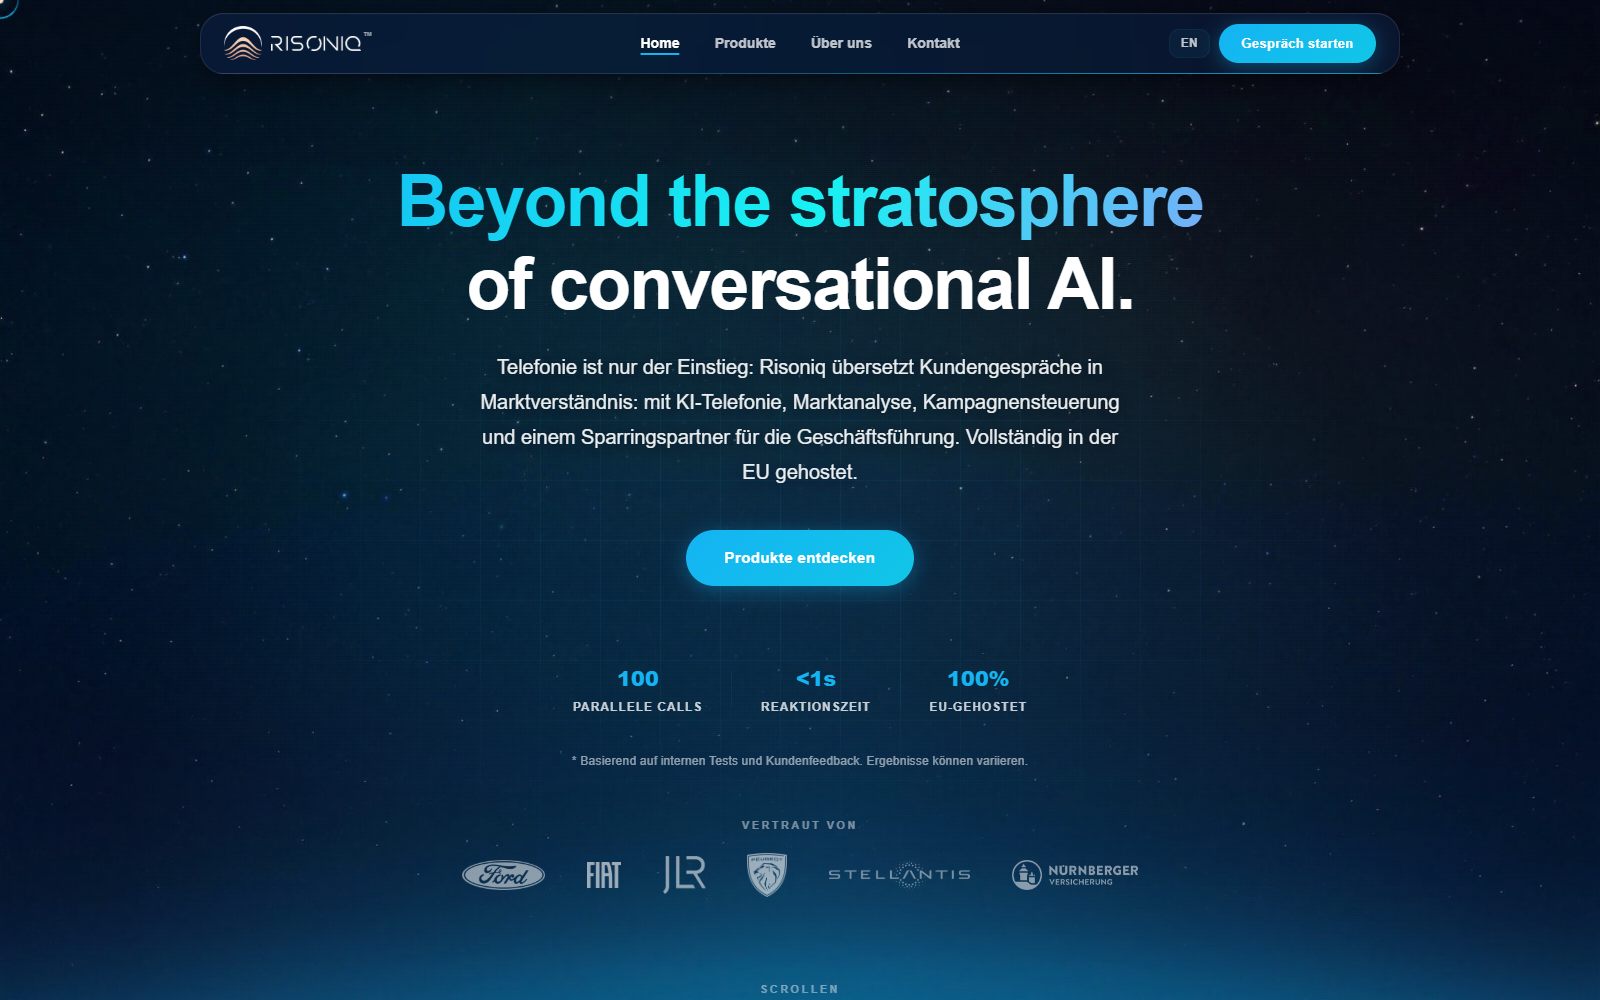 RISONIQ™
Home
Produkte
Über uns
Kontakt
EN
Gespräch starten
Beyond the stratosphere
of conversational AI.
Telefonie ist nur der Einstieg: Risoniq übersetzt Kundengespräche in
Marktverständnis: mit KI-Telefonie, Marktanalyse, Kampagnensteuerung
und einem Sparringspartner für die Geschäftsführung. Vollständig in der
EU gehostet.
Produkte entdecken
100
PARALLELE CALLS
<1s
REAKTIONSZEIT
100%
EU-GEHOSTET
* Basierend auf internen Tests und Kundenfeedback. Ergebnisse können variieren.
VERTRAUT VON
Ford
FIAT
JLR
PEUGEOT
STELLANTIS
NÜRNBERGER
VERSICHERUNG
SCROLLEN